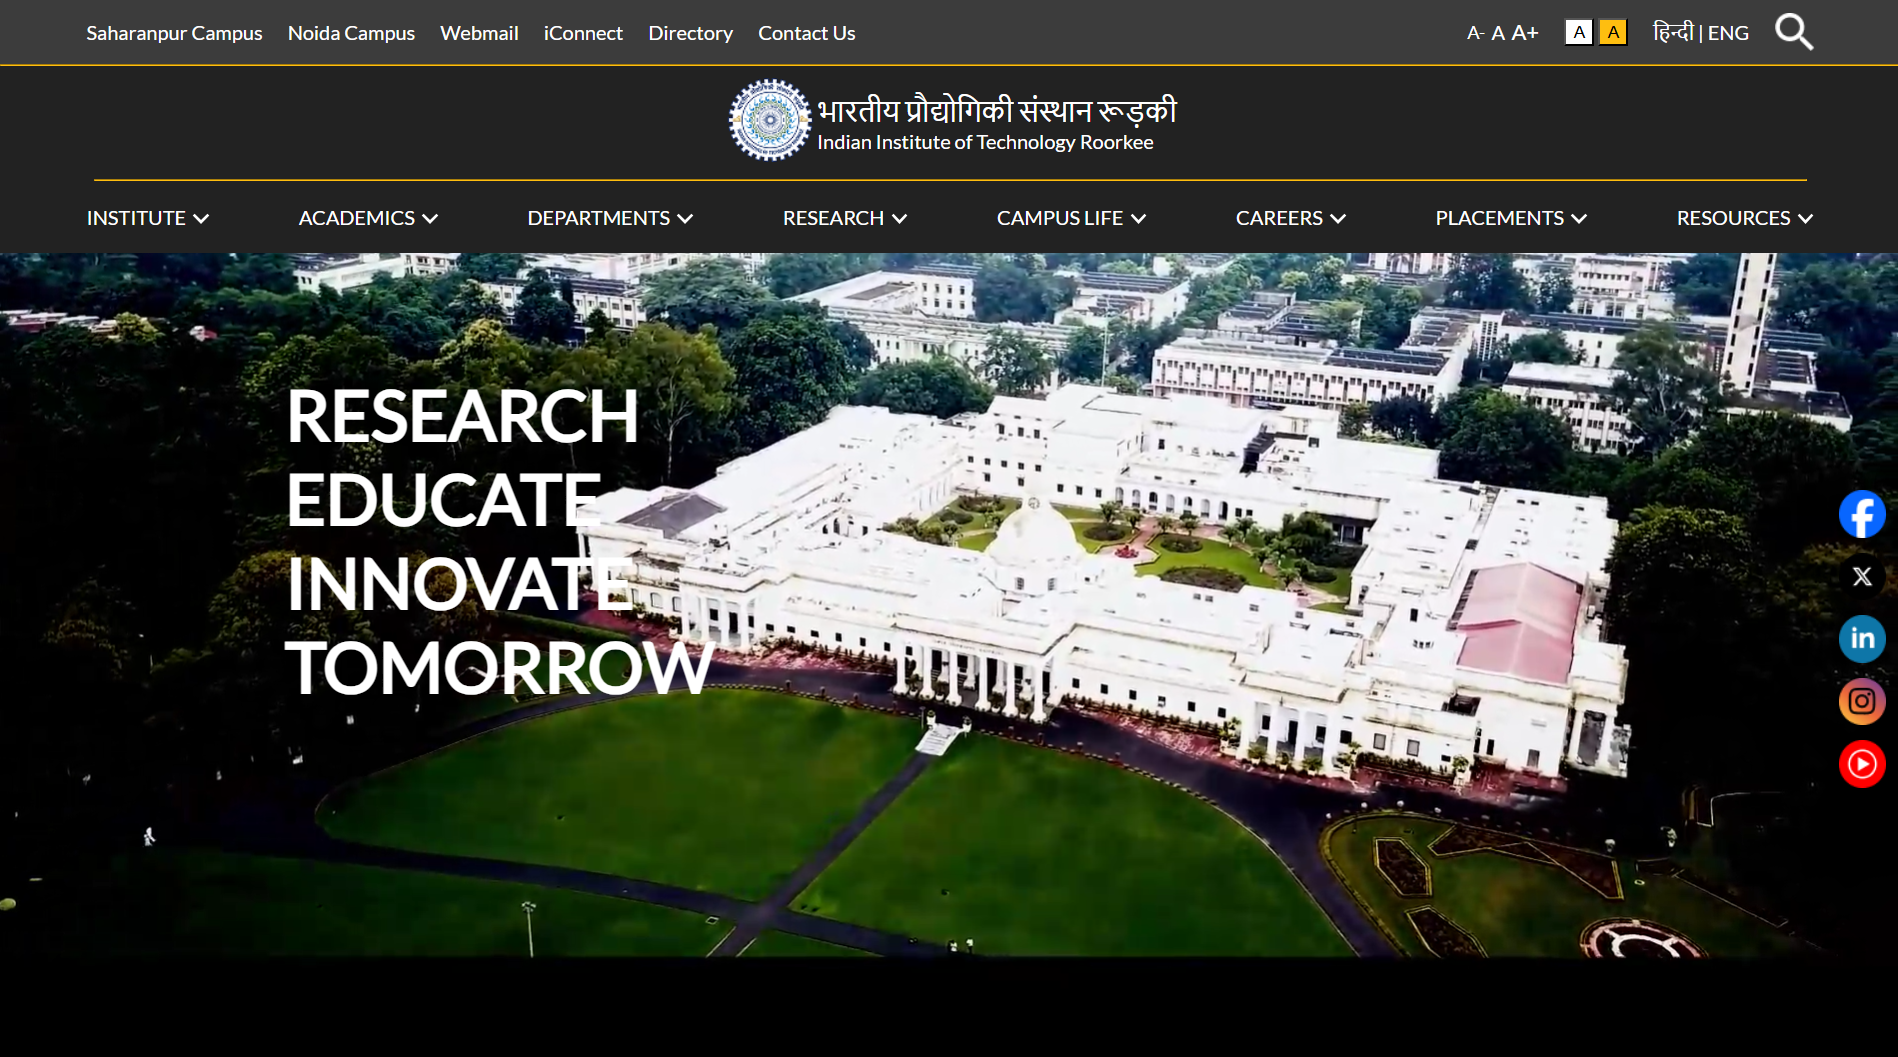 Saharanpur Campus Noida Campus Webmail iConnect Directory Contact Us A- A A+ A A हिन्दी | ENG
भारतीय प्रौद्योगिकी संस्थान रूड़की
Indian Institute of Technology Roorkee
INSTITUTE ACADEMICS DEPARTMENTS RESEARCH CAMPUS LIFE CAREERS PLACEMENTS RESOURCES
RESEARCH
EDUCATE
INNOVATE
TOMORROW